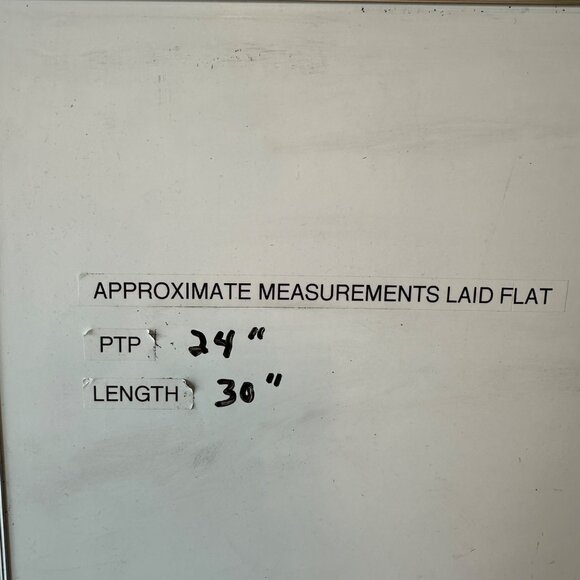 APPROXIMATE MEASUREMENTS LAID FLAT
PTP 24"
LENGTH 30"